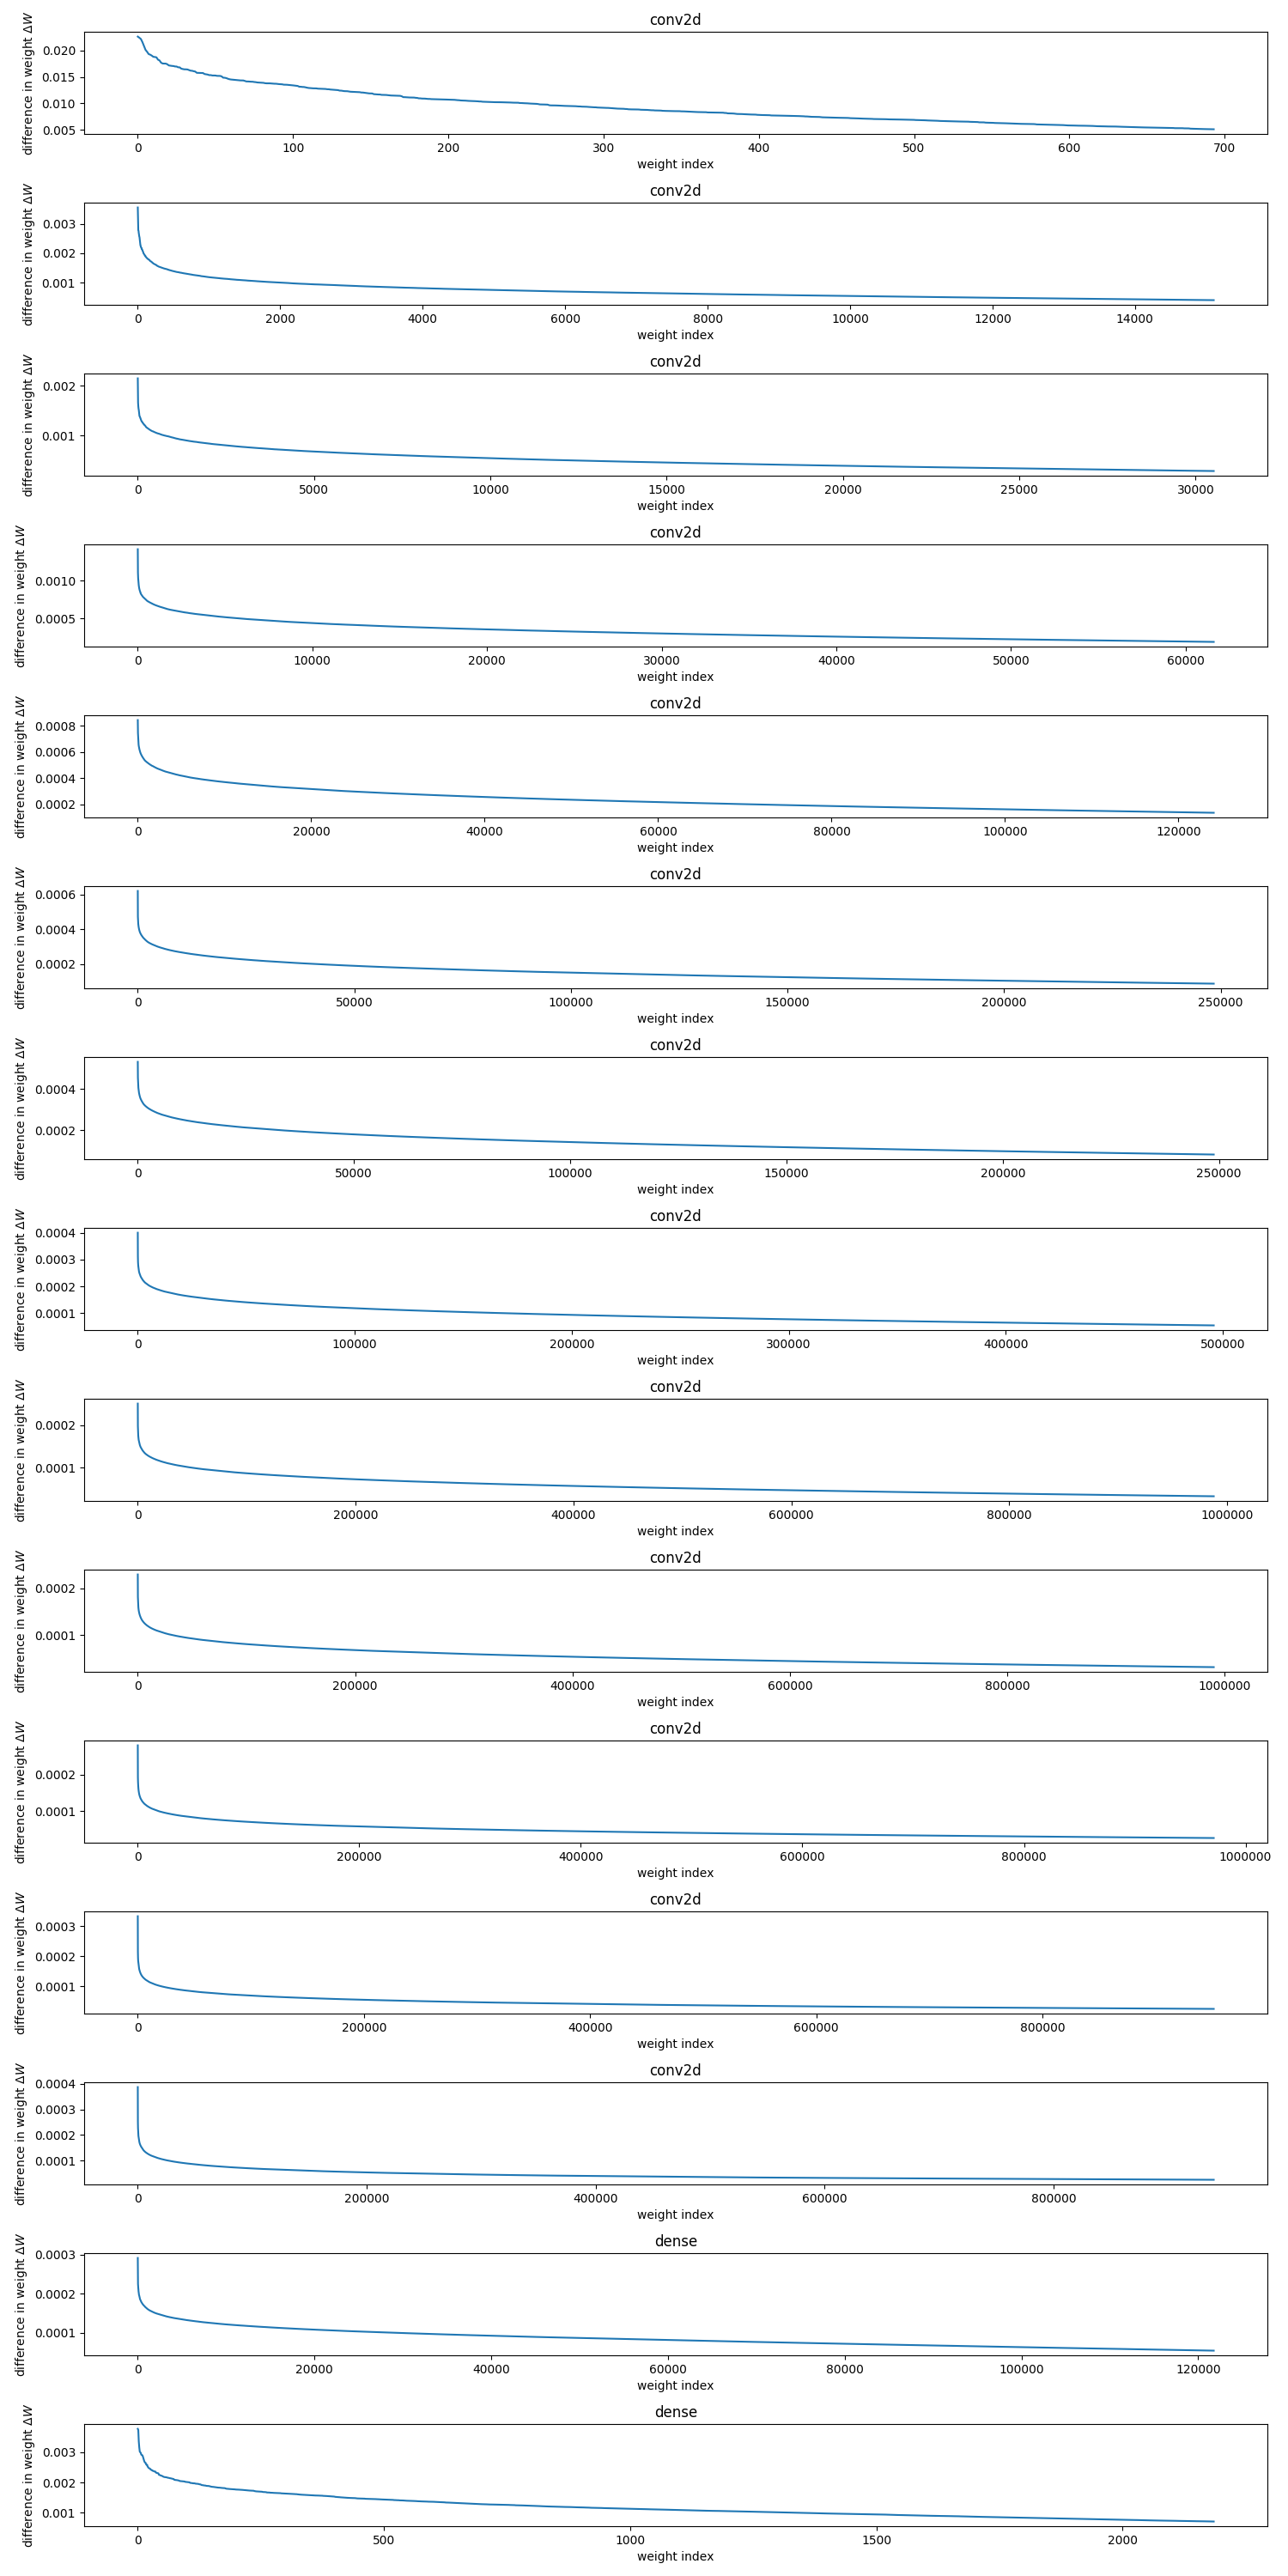 conv2d
difference in weight ΔW
0.020
0.015
0.010
0.005
0 100 200 300 400 500 600 700
weight index
conv2d
difference in weight ΔW
0.003
0.002
0.001
0 2000 4000 6000 8000 10000 12000 14000
weight index
conv2d
difference in weight ΔW
0.002
0.001
0 5000 10000 15000 20000 25000 30000
weight index
conv2d
difference in weight ΔW
0.0010
0.0005
0 10000 20000 30000 40000 50000 60000
weight index
conv2d
difference in weight ΔW
0.0008
0.0006
0.0004
0.0002
0 20000 40000 60000 80000 100000 120000
weight index
conv2d
difference in weight ΔW
0.0006
0.0004
0.0002
0 50000 100000 150000 200000 250000
weight index
conv2d
difference in weight ΔW
0.0004
0.0002
0 50000 100000 150000 200000 250000
weight index
conv2d
difference in weight ΔW
0.0004
0.0003
0.0002
0.0001
0 100000 200000 300000 400000 500000
weight index
conv2d
difference in weight ΔW
0.0002
0.0001
0 200000 400000 600000 800000 1000000
weight index
conv2d
difference in weight ΔW
0.0002
0.0001
0 200000 400000 600000 800000 1000000
weight index
conv2d
difference in weight ΔW
0.0002
0.0001
0 200000 400000 600000 800000 1000000
weight index
conv2d
difference in weight ΔW
0.0003
0.0002
0.0001
0 200000 400000 600000 800000
weight index
conv2d
difference in weight ΔW
0.0004
0.0003
0.0002
0.0001
0 200000 400000 600000 800000
weight index
dense
difference in weight ΔW
0.0003
0.0002
0.0001
0 20000 40000 60000 80000 100000 120000
weight index
dense
difference in weight ΔW
0.003
0.002
0.001
0 500 1000 1500 2000
weight index